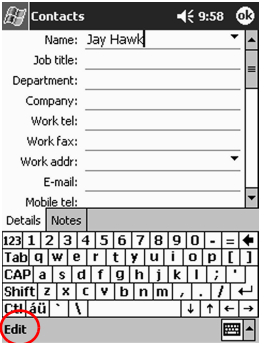 Contacts 9:58 ok
Name: Jay Hawk
Job title:
Department:
Company:
Work tel:
Work fax:
Work addr:
E-mail:
Mobile tel:
Details Notes
123 1 2 3 4 5 6 7 8 9 0 - =
Tab q w e r t y u i o p [ ]
CAP a s d f g h j k l ; '
Shift z x c v b n m , . /
Ctl áü ` \
Edit